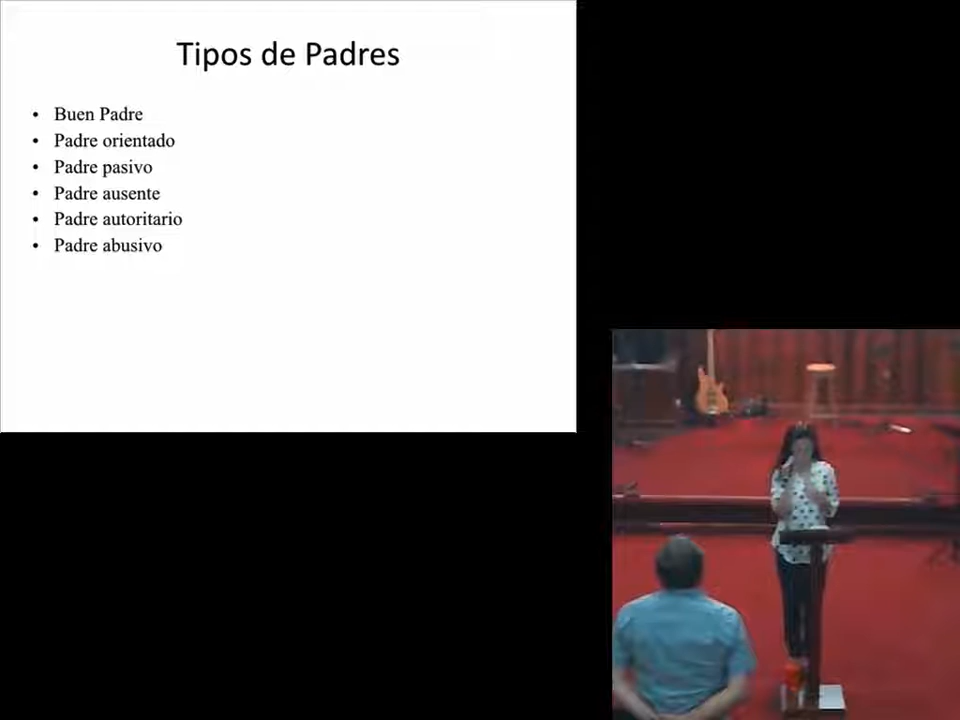 Tipos de Padres
• Buen Padre
• Padre orientado
• Padre pasivo
• Padre ausente
• Padre autoritario
• Padre abusivo